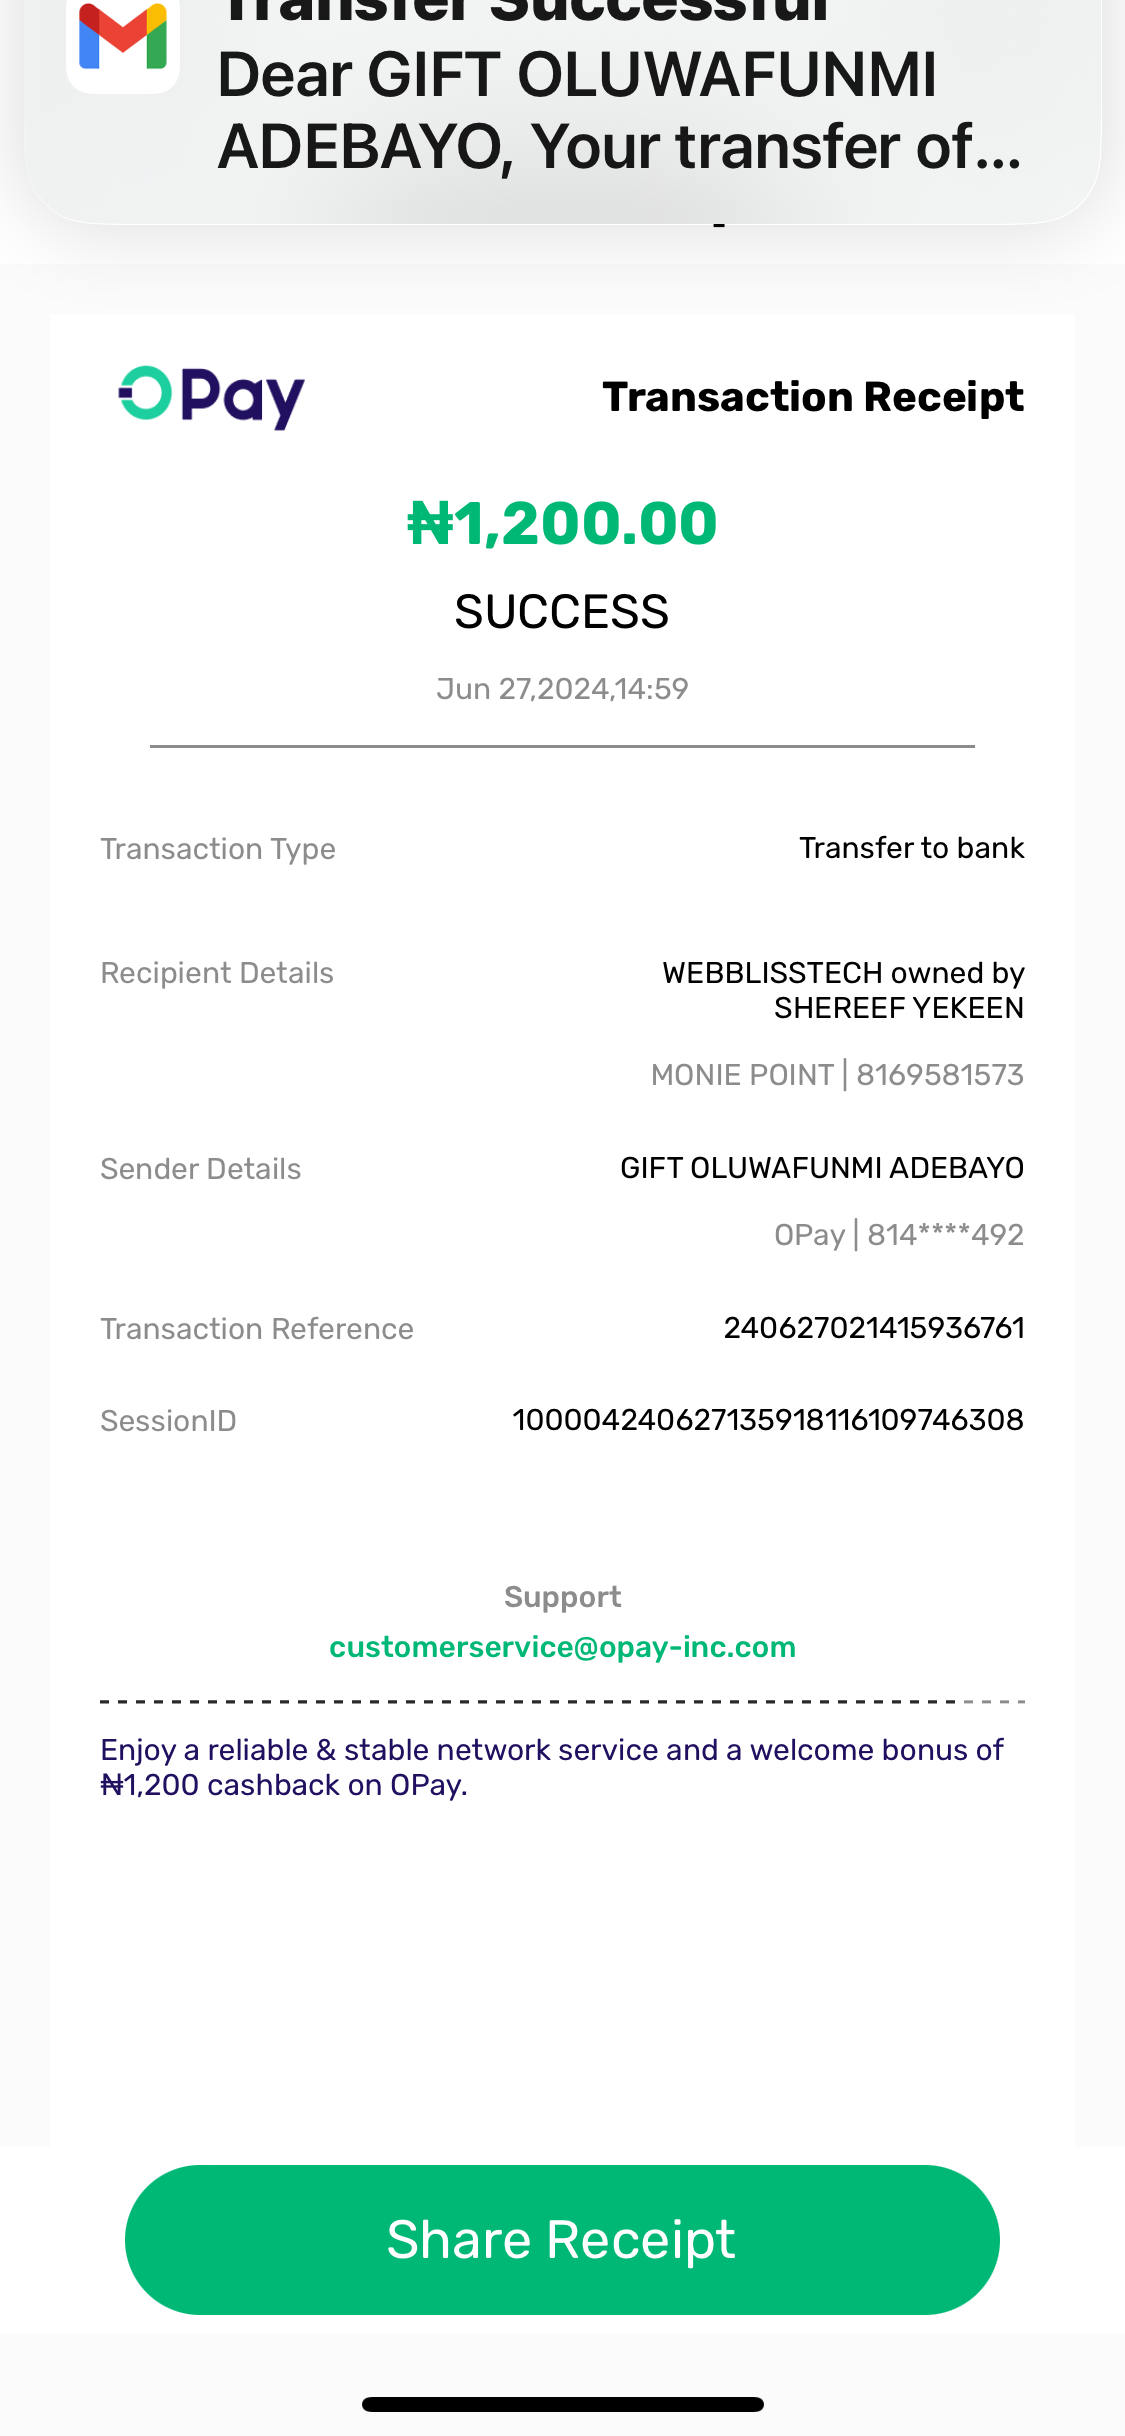 Transfer Successful
Dear GIFT OLUWAFUNMI
ADEBAYO, Your transfer of...
OPay
Transaction Receipt
₦1,200.00
SUCCESS
Jun 27,2024,14:59
Transaction Type
Transfer to bank
Recipient Details
WEBBLISSTECH owned by
SHEREEF YEKEEN
MONIE POINT | 8169581573
Sender Details
GIFT OLUWAFUNMI ADEBAYO
OPay | 814****492
Transaction Reference
240627021415936761
SessionID
100004240627135918116109746308
Support
customerservice@opay-inc.com
Enjoy a reliable & stable network service and a welcome bonus of
₦1,200 cashback on OPay.
Share Receipt